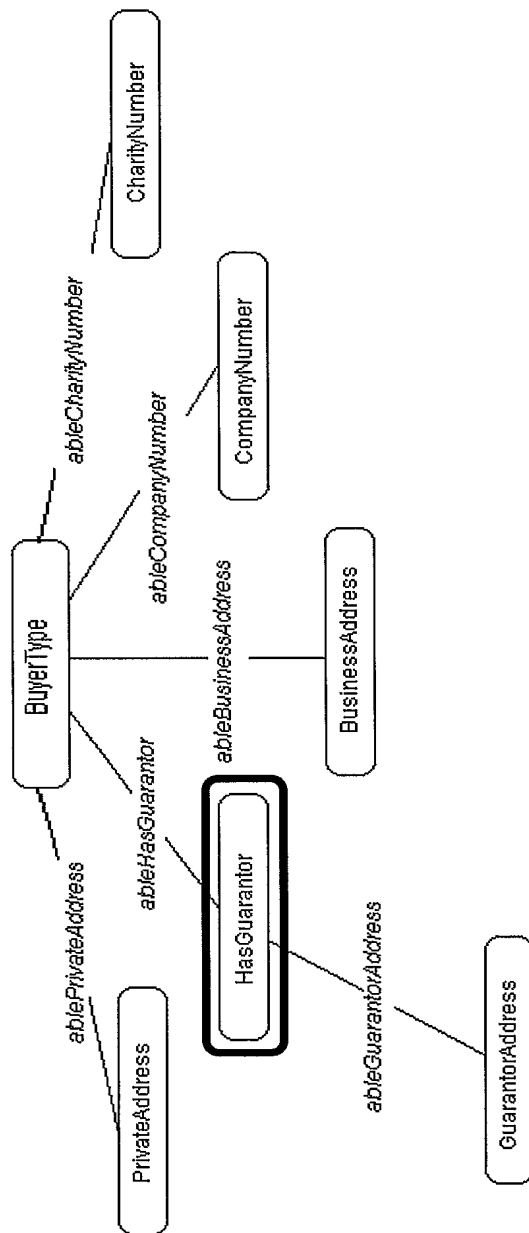 BuyerType
ablePrivateAddress
ableHasGuarantor
ableBusinessAddress
ableCompanyNumber
ableCharityNumber
PrivateAddress
HasGuarantor
BusinessAddress
CompanyNumber
CharityNumber
ableGuarantorAddress
GuarantorAddress